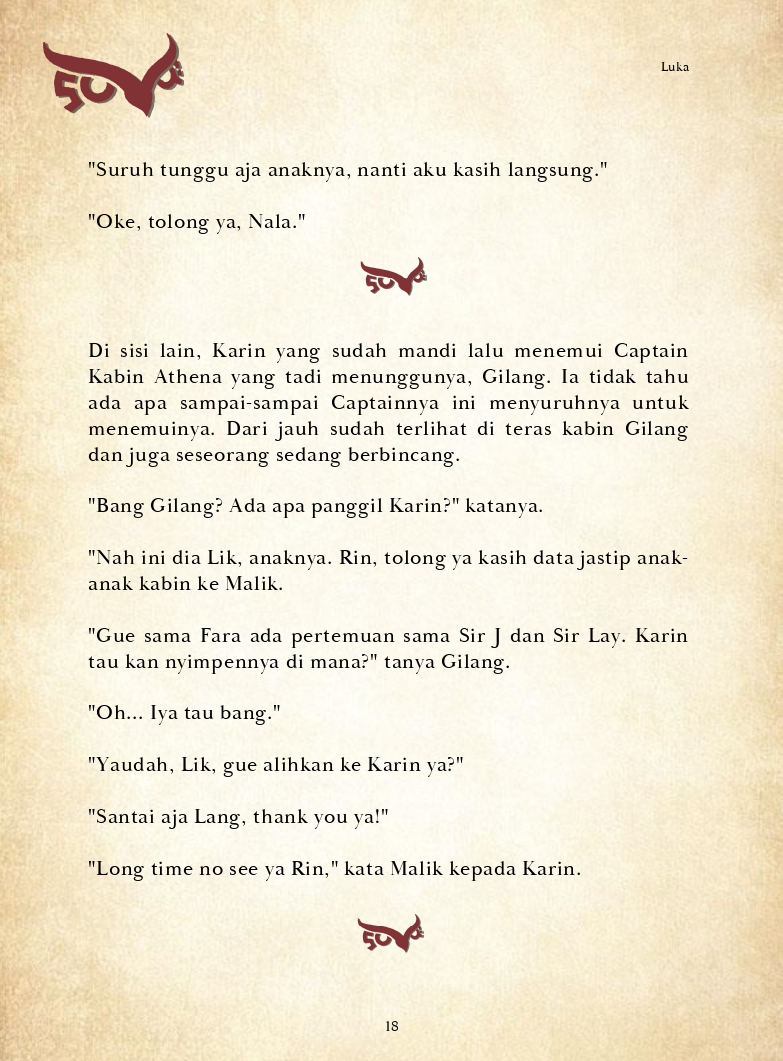 Luka
"Suruh tunggu aja anaknya, nanti aku kasih langsung."
"Oke, tolong ya, Nala."
Di sisi lain, Karin yang sudah mandi lalu menemui Captain
Kabin Athena yang tadi menunggunya, Gilang. Ia tidak tahu
ada apa sampai-sampai Captainnya ini menyuruhnya untuk
menemuinya. Dari jauh sudah terlihat di teras kabin Gilang
dan juga seseorang sedang berbincang.
"Bang Gilang? Ada apa panggil Karin?" katanya.
"Nah ini dia Lik, anaknya. Rin, tolong ya kasih data jastip anak-
anak kabin ke Malik.
"Gue sama Fara ada pertemuan sama Sir J dan Sir Lay. Karin
tau kan nyimpennya di mana?" tanya Gilang.
"Oh... Iya tau bang."
"Yaudah, Lik, gue alihkan ke Karin ya?"
"Santai aja Lang, thank you ya!"
"Long time no see ya Rin," kata Malik kepada Karin.
18